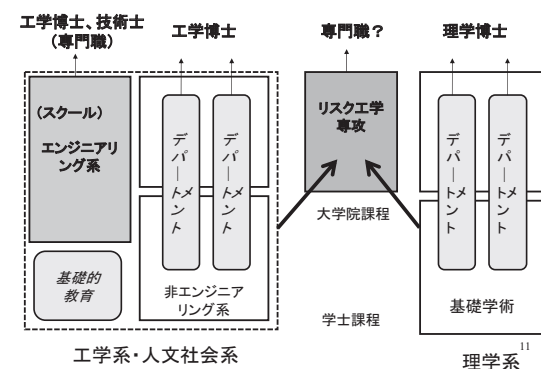 工学博士、技術士
(専門職)
工学博士
専門職？
理学博士
(スクール)
エンジニアリ
ング系
デパートメント
デパートメント
リスク工学
専攻
デパートメント
デパートメント
大学院課程
基礎的
教育
非エンジニア
リング系
学士課程
基礎学術
工学系・人文社会系
理学系
11